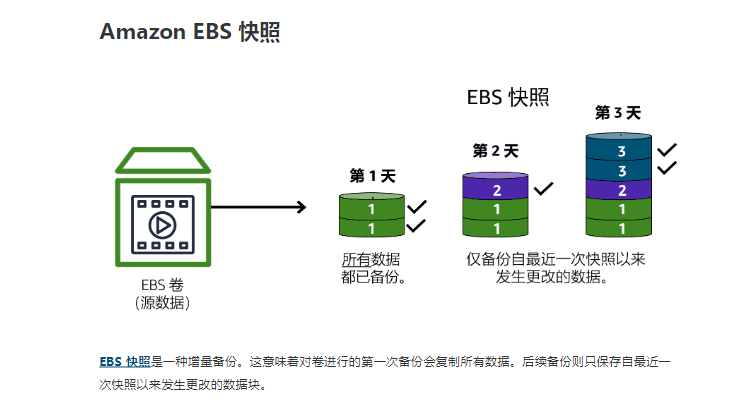 Amazon EBS 快照
EBS 快照
第 3 天
第 2 天
第 1 天
3
3
2
2
1
1
1
1
1
1
EBS 卷
(源数据)
所有数据
都已备份。
仅备份自最近一次快照以来
发生更改的数据。
EBS 快照是一种增量备份。这意味着对卷进行的第一次备份会复制所有数据。后续备份则只保存自最近一
次快照以来发生更改的数据块。